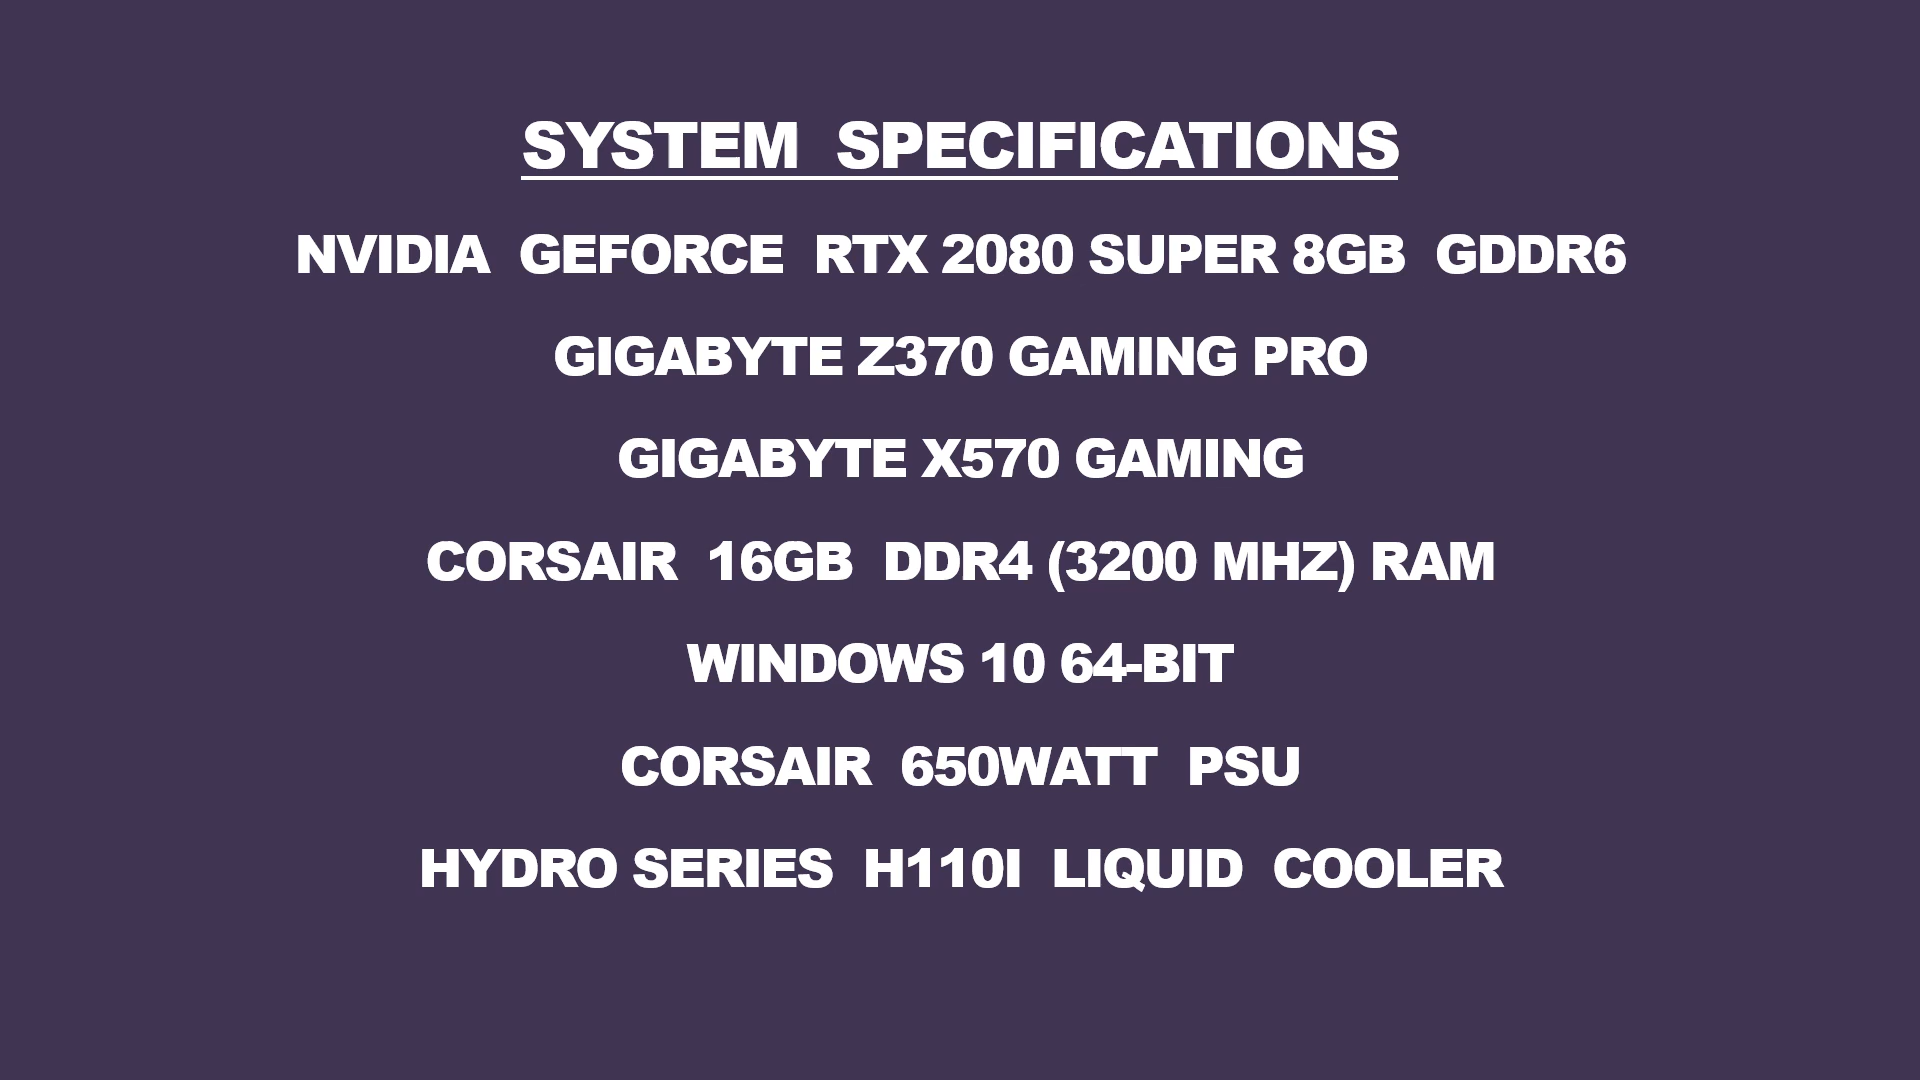 SYSTEM SPECIFICATIONS
NVIDIA GEFORCE RTX 2080 SUPER 8GB GDDR6
GIGABYTE Z370 GAMING PRO
GIGABYTE X570 GAMING
CORSAIR 16GB DDR4 (3200 MHZ) RAM
WINDOWS 10 64-BIT
CORSAIR 650WATT PSU
HYDRO SERIES H110I LIQUID COOLER